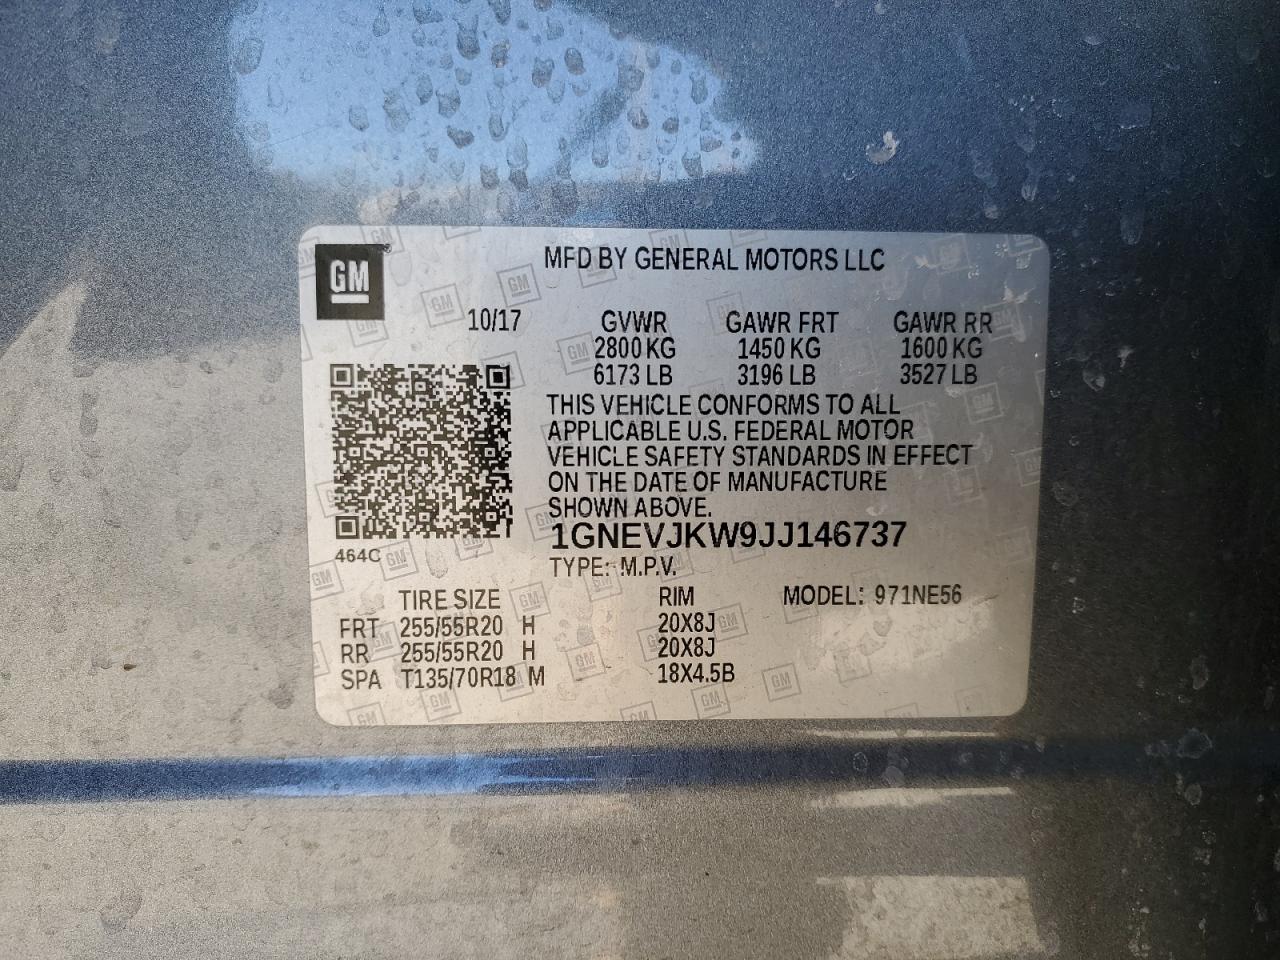 GM
MFD BY GENERAL MOTORS LLC
10/17 GVWR GAWR FRT GAWR RR
2800 KG 1450 KG 1600 KG
6173 LB 3196 LB 3527 LB
THIS VEHICLE CONFORMS TO ALL
APPLICABLE U.S. FEDERAL MOTOR
VEHICLE SAFETY STANDARDS IN EFFECT
ON THE DATE OF MANUFACTURE
SHOWN ABOVE.
1GNEVJKW9JJ146737
464C
TYPE: M.P.V.
TIRE SIZE RIM MODEL: 971NE56
FRT 255/55R20 H 20X8J
RR 255/55R20 H 20X8J
SPA T135/70R18 M 18X4.5B